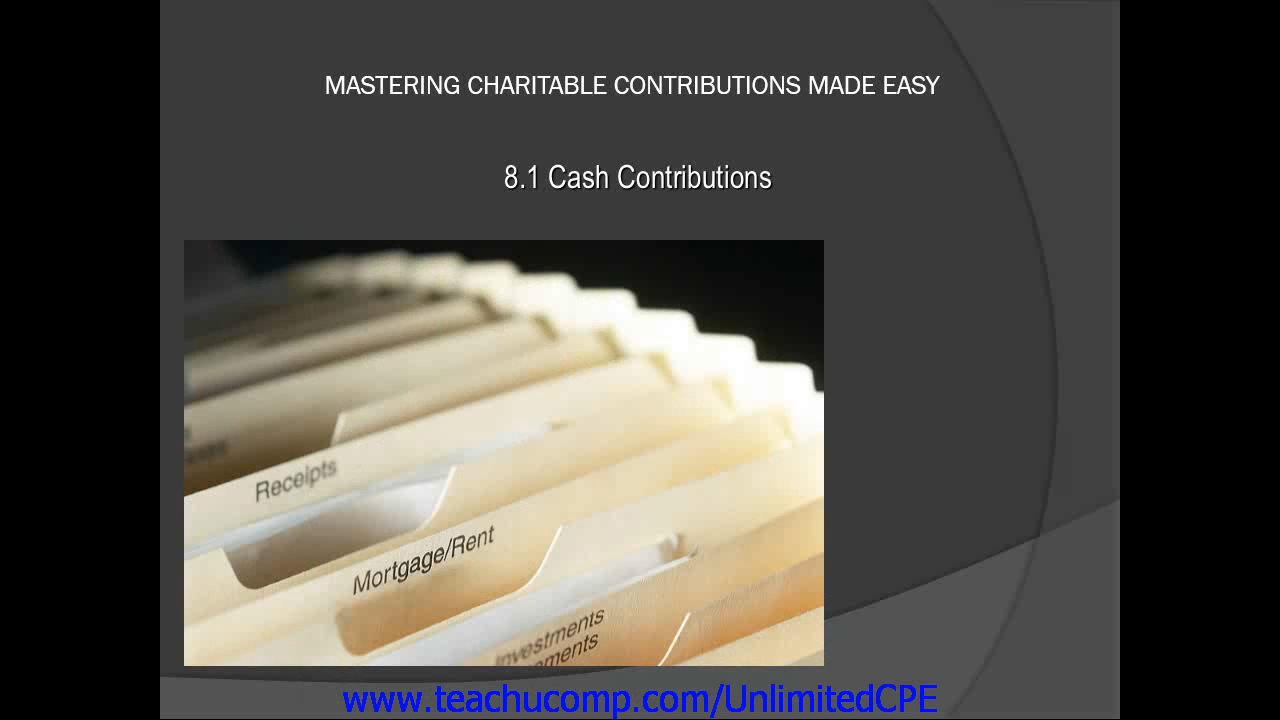 MASTERING CHARITABLE CONTRIBUTIONS MADE EASY
8.1 Cash Contributions
Receipts
Mortgage/Rent
Investments
www.teachucomp.com/UnlimitedCPE